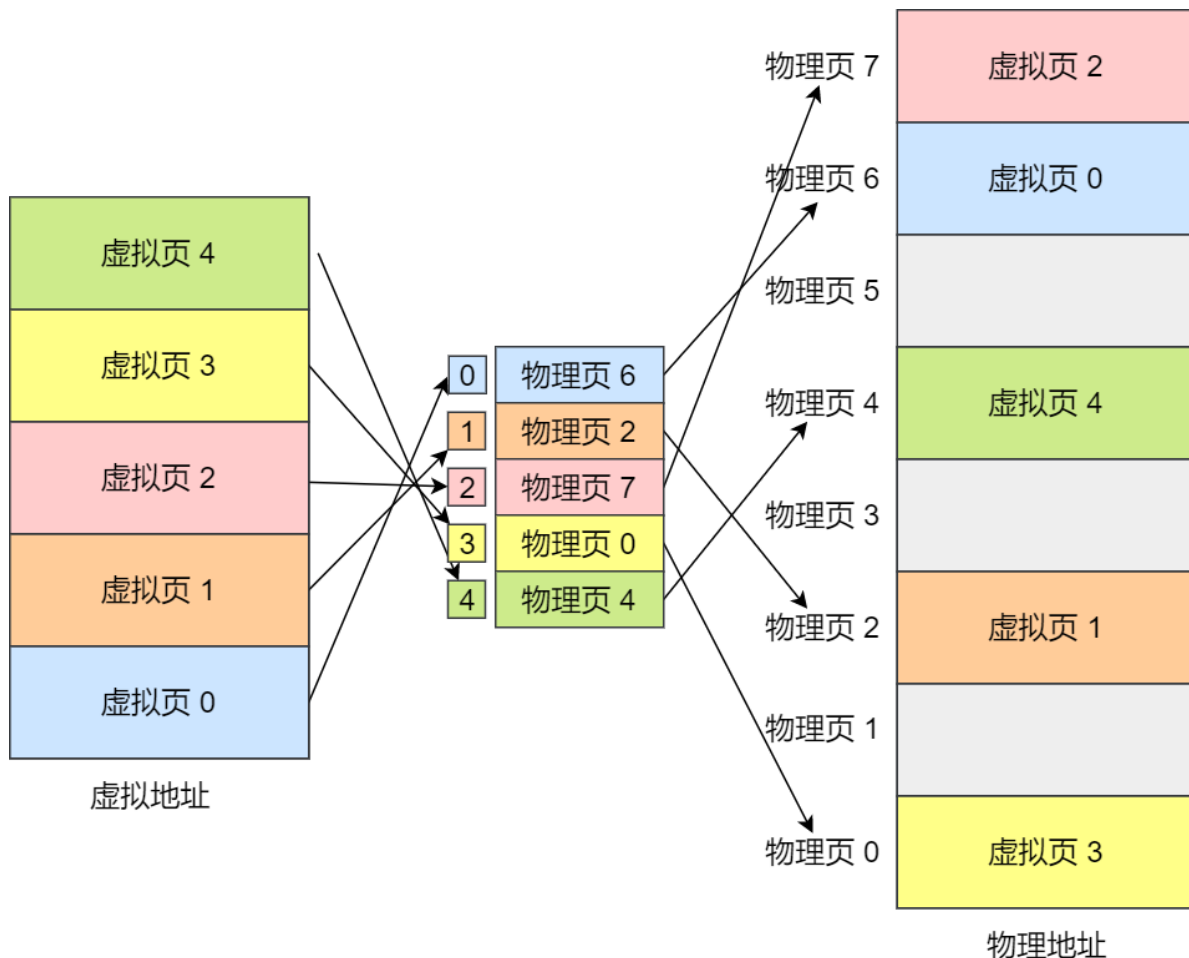 虚拟页 4
虚拟页 3
虚拟页 2
虚拟页 1
虚拟页 0
虚拟地址
0 物理页 6
1 物理页 2
2 物理页 7
3 物理页 0
4 物理页 4
物理页 7 虚拟页 2
物理页 6 虚拟页 0
物理页 5
物理页 4 虚拟页 4
物理页 3
物理页 2 虚拟页 1
物理页 1
物理页 0 虚拟页 3
物理地址